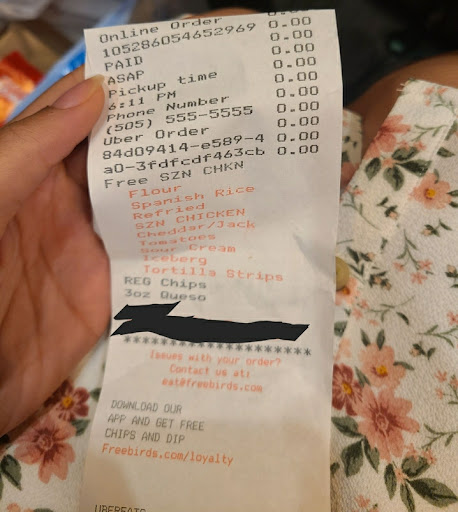 Online Order 0.00
105286054652969 0.00
PAID 0.00
ASAP 0.00
Pickup time 0.00
6:11 PM 0.00
Phone Number 0.00
(505) 555-5555 0.00
Uber Order 0.00
84d09414-e589-4 0.00
a0-3fdfcdf463cb 0.00
Free SZN CHKN
Flour
Spanish Rice
Refried
SZN CHICKEN
Cheddar/Jack
Tomatoes
Sour Cream
Iceberg
Tortilla Strips
REG Chips
3oz Queso
********************
Issues with your order?
Contact us at:
eat@freebirds.com
DOWNLOAD OUR
APP AND GET FREE
CHIPS AND DIP
Freebirds.com/loyalty
UBEREATS